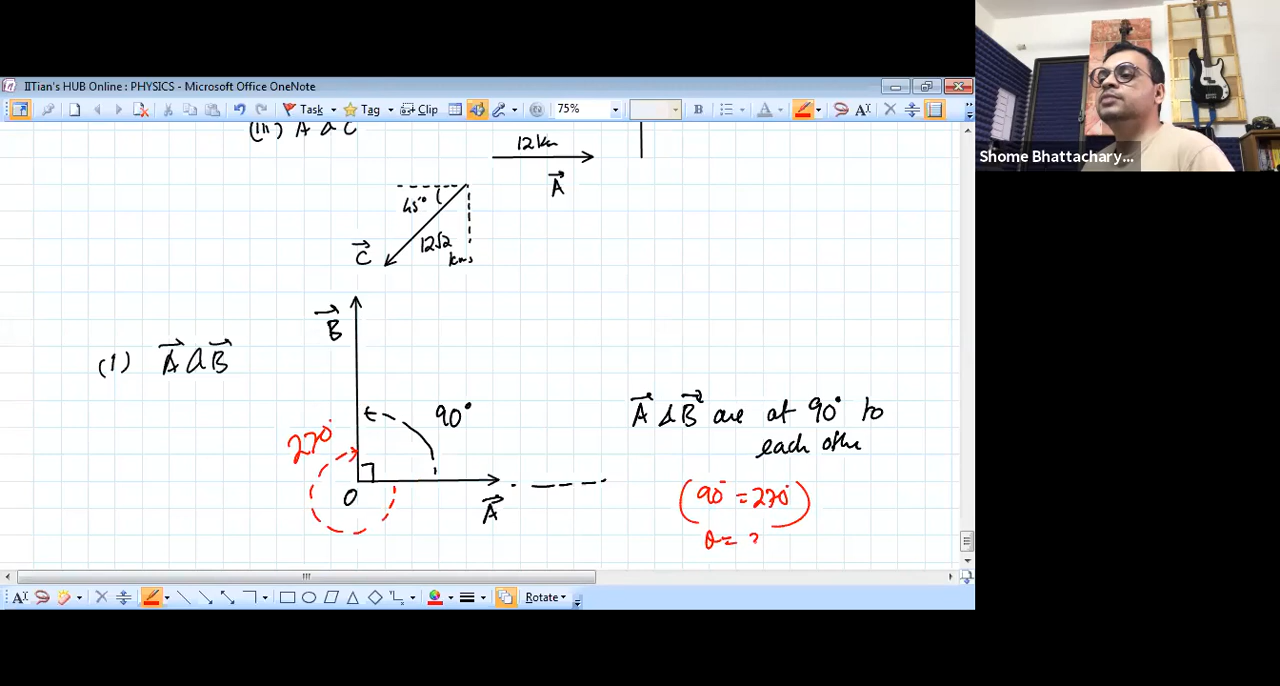 IITian's HUB Online : PHYSICS - Microsoft Office OneNote
Task
Tag
Clip
75%
B
A
Shome Bhattachary...
(iii) A & C
12 km
A
45°
C
12√2
km
B
(1) A & B
90°
270°
O
A
A & B are at 90° to
each othe
(90° = 270°)
θ =
A
Rotate